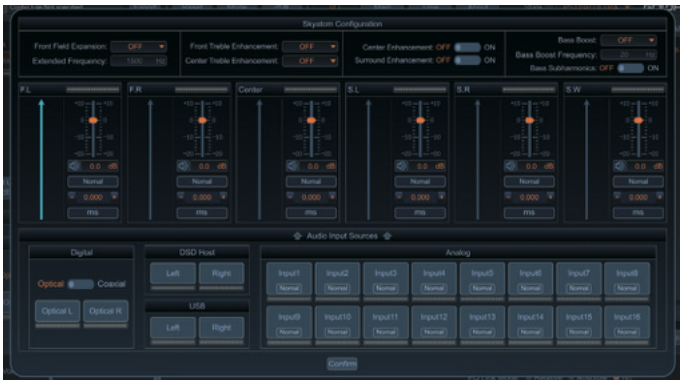 Skystom Configuration
Front Field Expansion: OFF
Extended Frequency: 1500 Hz
Front Treble Enhancement: OFF
Center Treble Enhancement: OFF
Center Enhancement: OFF ON
Surround Enhancement: OFF ON
Bass Boost: OFF
Bass Boost Frequency: 20 Hz
Bass Subharmonics: OFF ON
F.L F.R Center S.L S.R S.W
0.0 dB 0.0 dB 0.0 dB 0.0 dB 0.0 dB 0.0 dB
Normal Normal Normal Normal Normal Normal
0.000 0.000 0.000 0.000 0.000 0.000
ms ms ms ms ms ms
Audio Input Sources
Digital
Optical Coaxial
Optical L Optical R
DSD Host
Left Right
USB
Left Right
Analog
Input1 Input2 Input3 Input4 Input5 Input6 Input7 Input8
Normal Normal Normal Normal Normal Normal Normal Normal
Input9 Input10 Input11 Input12 Input13 Input14 Input15 Input16
Normal Normal Normal Normal Normal Normal Normal Normal
Confirm